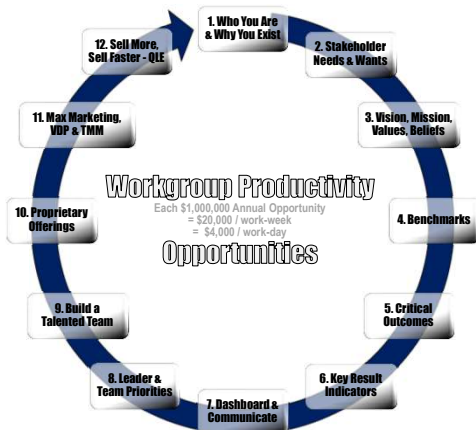 1. Who You Are
& Why You Exist
2. Stakeholder
Needs & Wants
3. Vision, Mission,
Values, Beliefs
4. Benchmarks
5. Critical
Outcomes
6. Key Result
Indicators
7. Dashboard &
Communicate
8. Leader &
Team Priorities
9. Build a
Talented Team
10. Proprietary
Offerings
11. Max Marketing,
VDP & TMM
12. Sell More,
Sell Faster - QLE
Workgroup Productivity
Each $1,000,000 Annual Opportunity
= $20,000 / work-week
= $4,000 / work-day
Opportunities